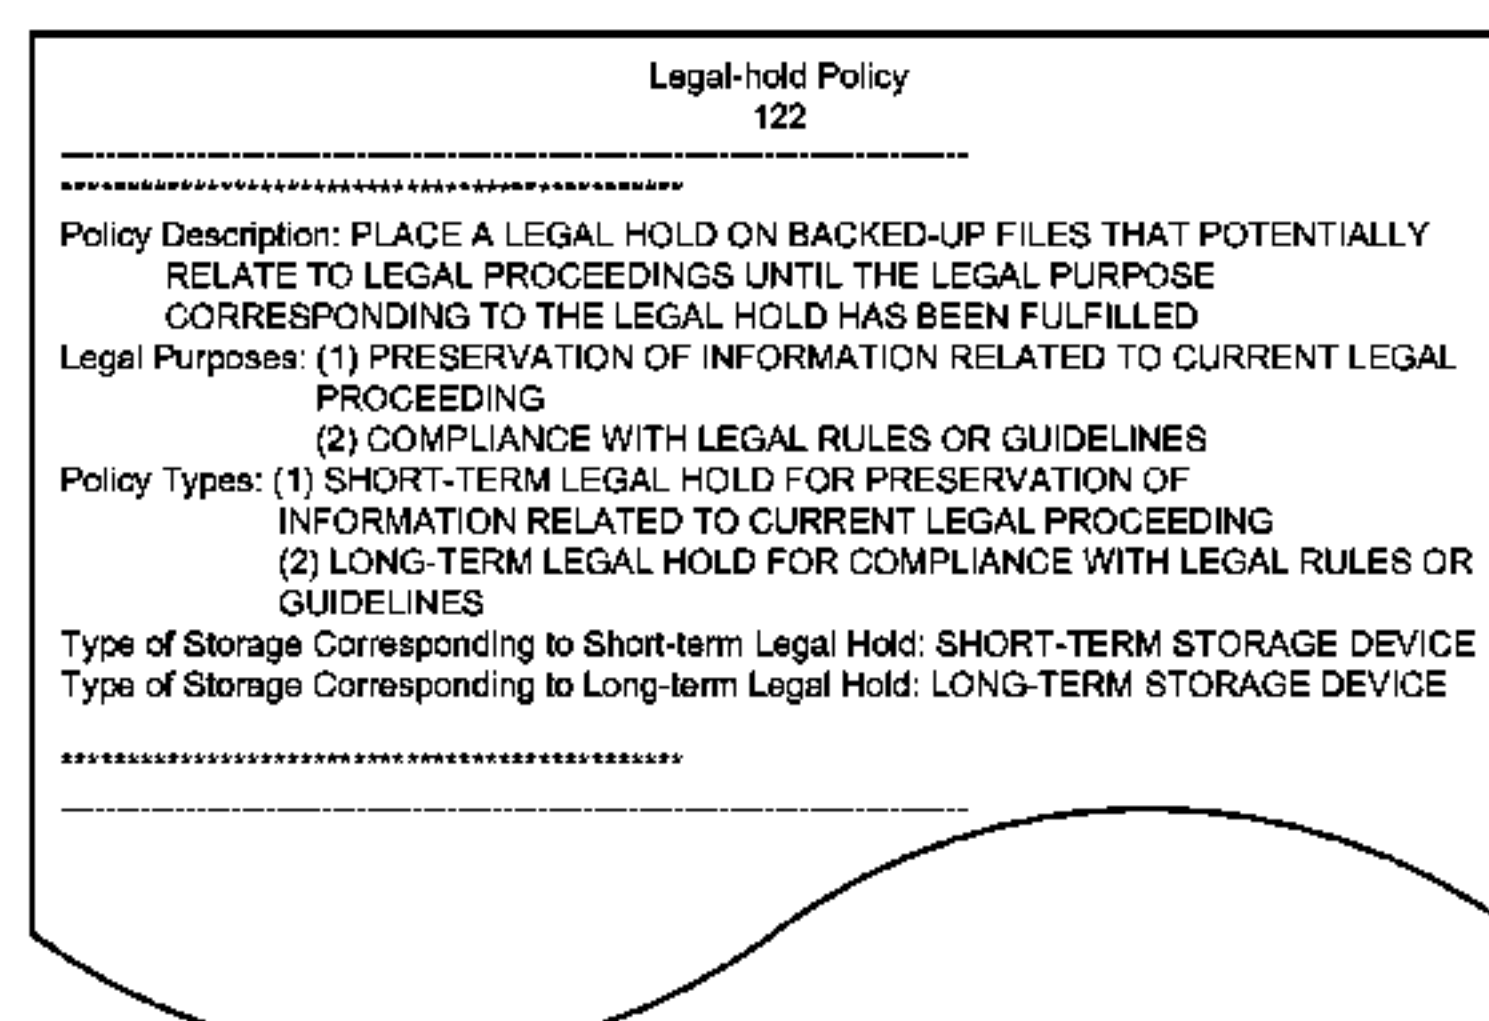 Legal-hold Policy
122
Policy Description: PLACE A LEGAL HOLD ON BACKED-UP FILES THAT POTENTIALLY
RELATE TO LEGAL PROCEEDINGS UNTIL THE LEGAL PURPOSE
CORRESPONDING TO THE LEGAL HOLD HAS BEEN FULFILLED
Legal Purposes: (1) PRESERVATION OF INFORMATION RELATED TO CURRENT LEGAL
PROCEEDING
(2) COMPLIANCE WITH LEGAL RULES OR GUIDELINES
Policy Types: (1) SHORT-TERM LEGAL HOLD FOR PRESERVATION OF
INFORMATION RELATED TO CURRENT LEGAL PROCEEDING
(2) LONG-TERM LEGAL HOLD FOR COMPLIANCE WITH LEGAL RULES OR
GUIDELINES
Type of Storage Corresponding to Short-term Legal Hold: SHORT-TERM STORAGE DEVICE
Type of Storage Corresponding to Long-term Legal Hold: LONG-TERM STORAGE DEVICE